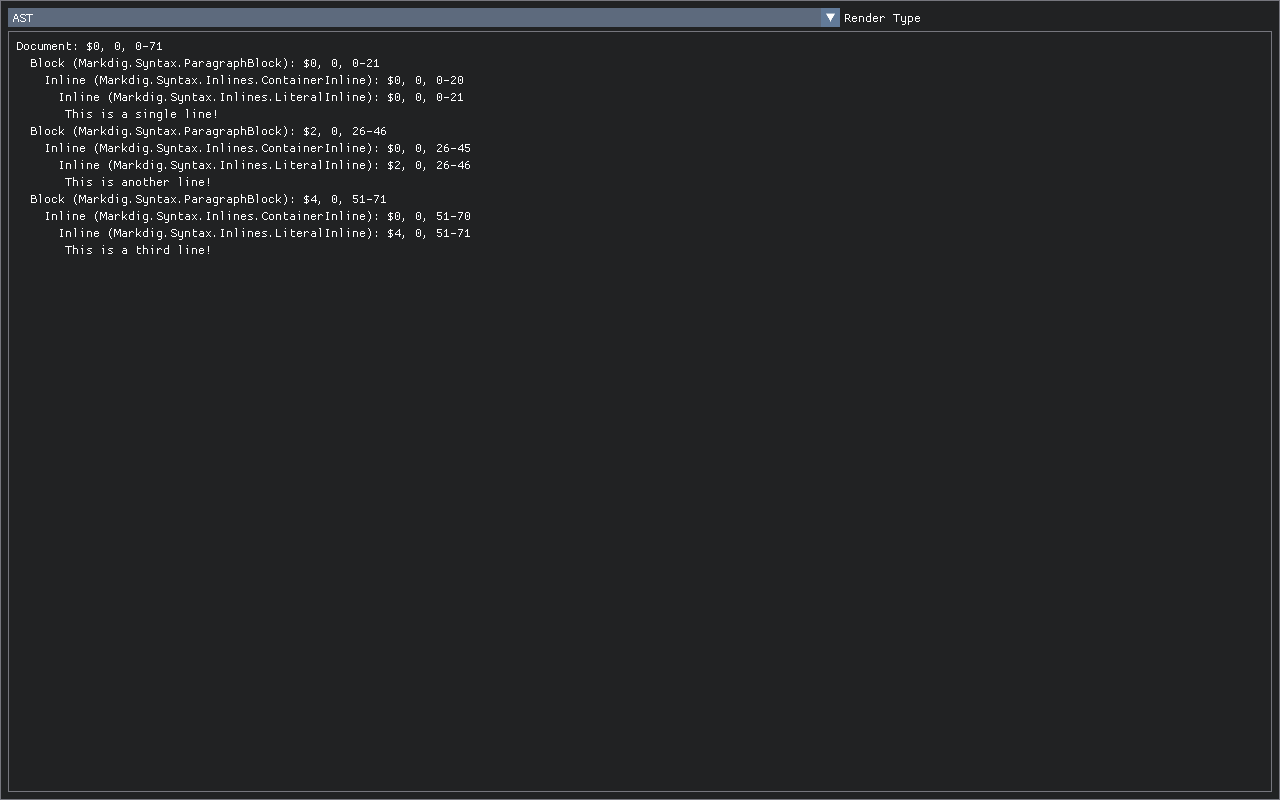 AST
Render Type
Document: $0, 0, 0-71
Block (Markdig.Syntax.ParagraphBlock): $0, 0, 0-21
Inline (Markdig.Syntax.Inlines.ContainerInline): $0, 0, 0-20
Inline (Markdig.Syntax.Inlines.LiteralInline): $0, 0, 0-21
This is a single line!
Block (Markdig.Syntax.ParagraphBlock): $2, 0, 26-46
Inline (Markdig.Syntax.Inlines.ContainerInline): $0, 0, 26-45
Inline (Markdig.Syntax.Inlines.LiteralInline): $2, 0, 26-46
This is another line!
Block (Markdig.Syntax.ParagraphBlock): $4, 0, 51-71
Inline (Markdig.Syntax.Inlines.ContainerInline): $0, 0, 51-70
Inline (Markdig.Syntax.Inlines.LiteralInline): $4, 0, 51-71
This is a third line!